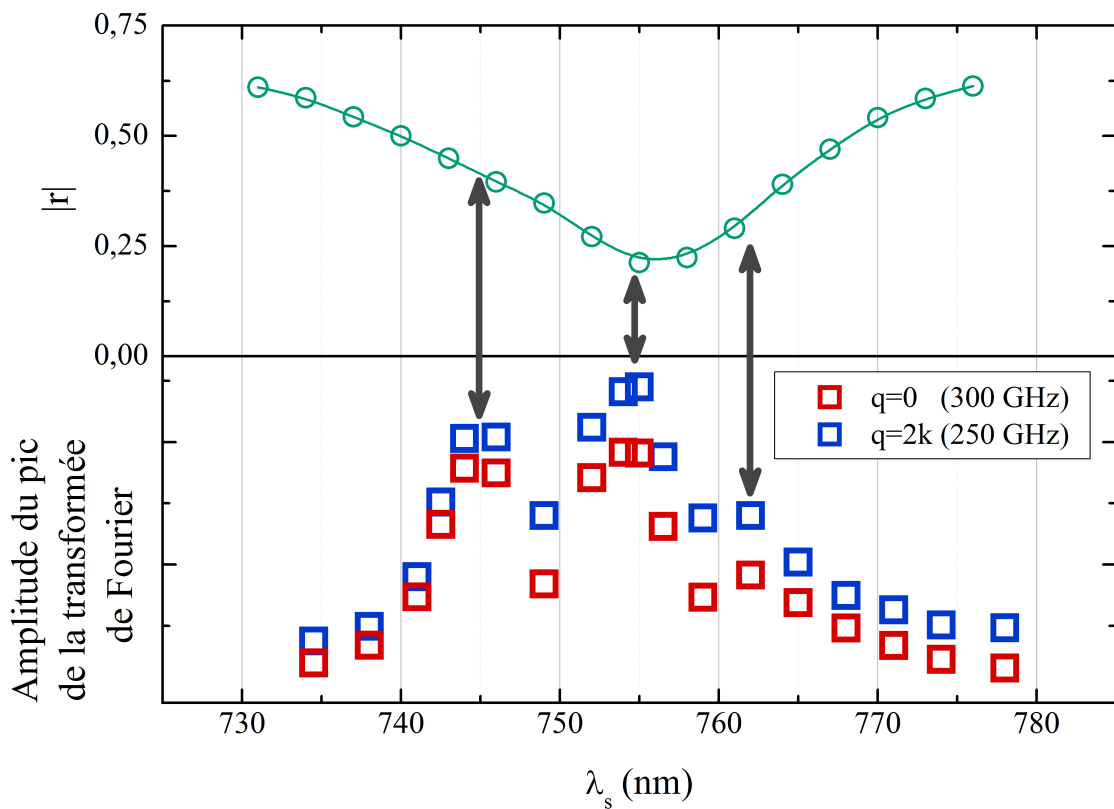 0,75
0,50
0,25
0,00
|r|
q=0 (300 GHz)
q=2k (250 GHz)
Amplitude du pic
de la transformée
de Fourier
730 740 750 760 770 780
λs (nm)